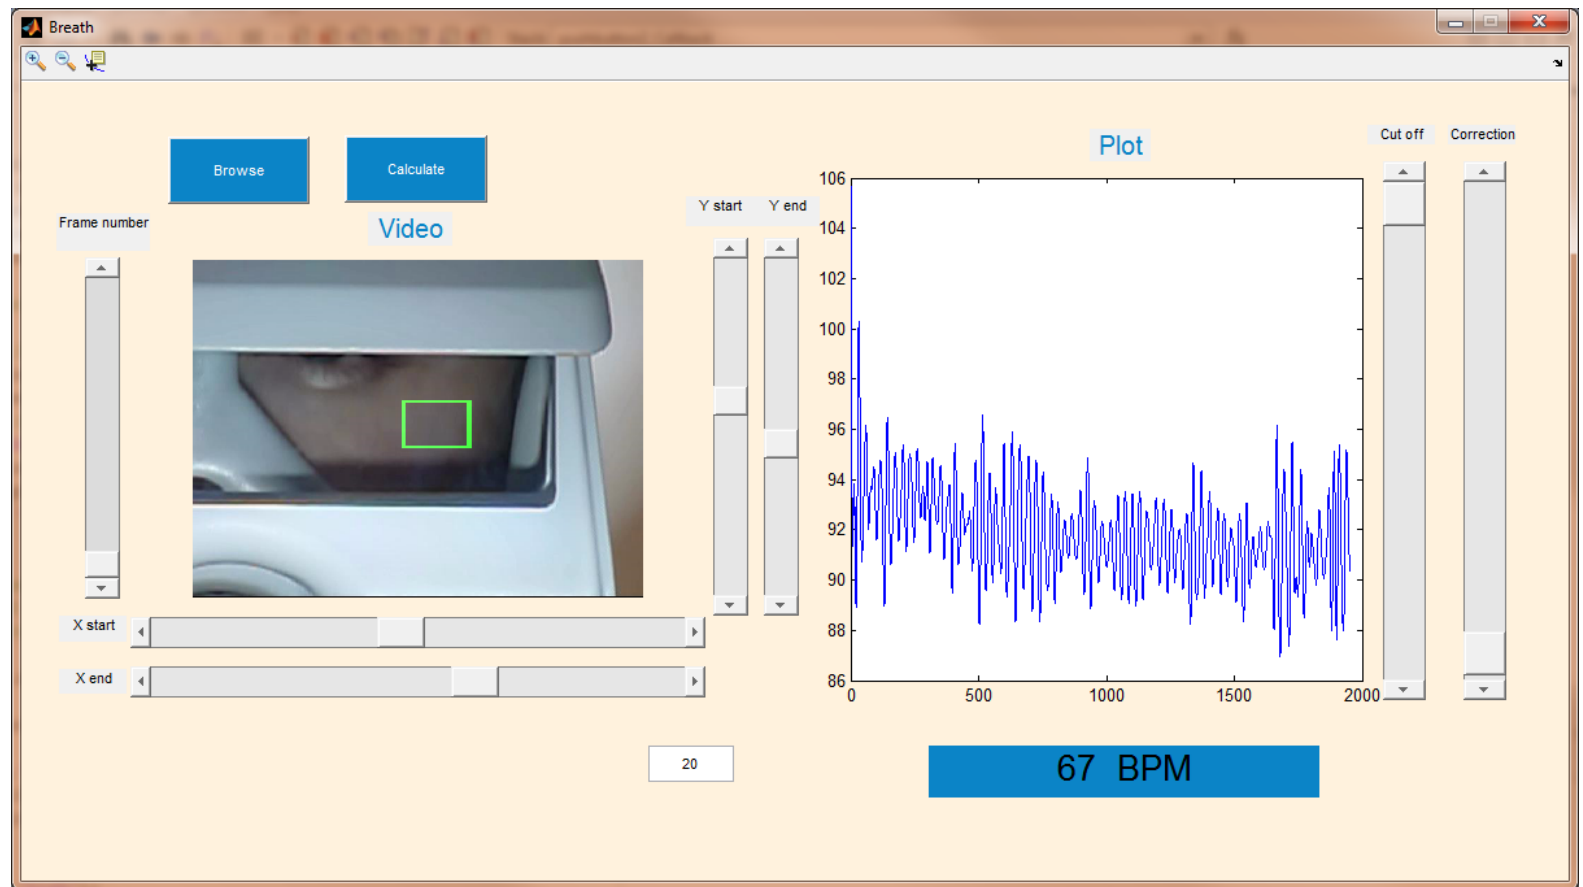 Breath
Browse
Calculate
Frame number
Video
Y start
Y end
Plot
Cut off
Correction
106
104
102
100
98
96
94
92
90
88
86
0
500
1000
1500
2000
X start
X end
20
67 BPM